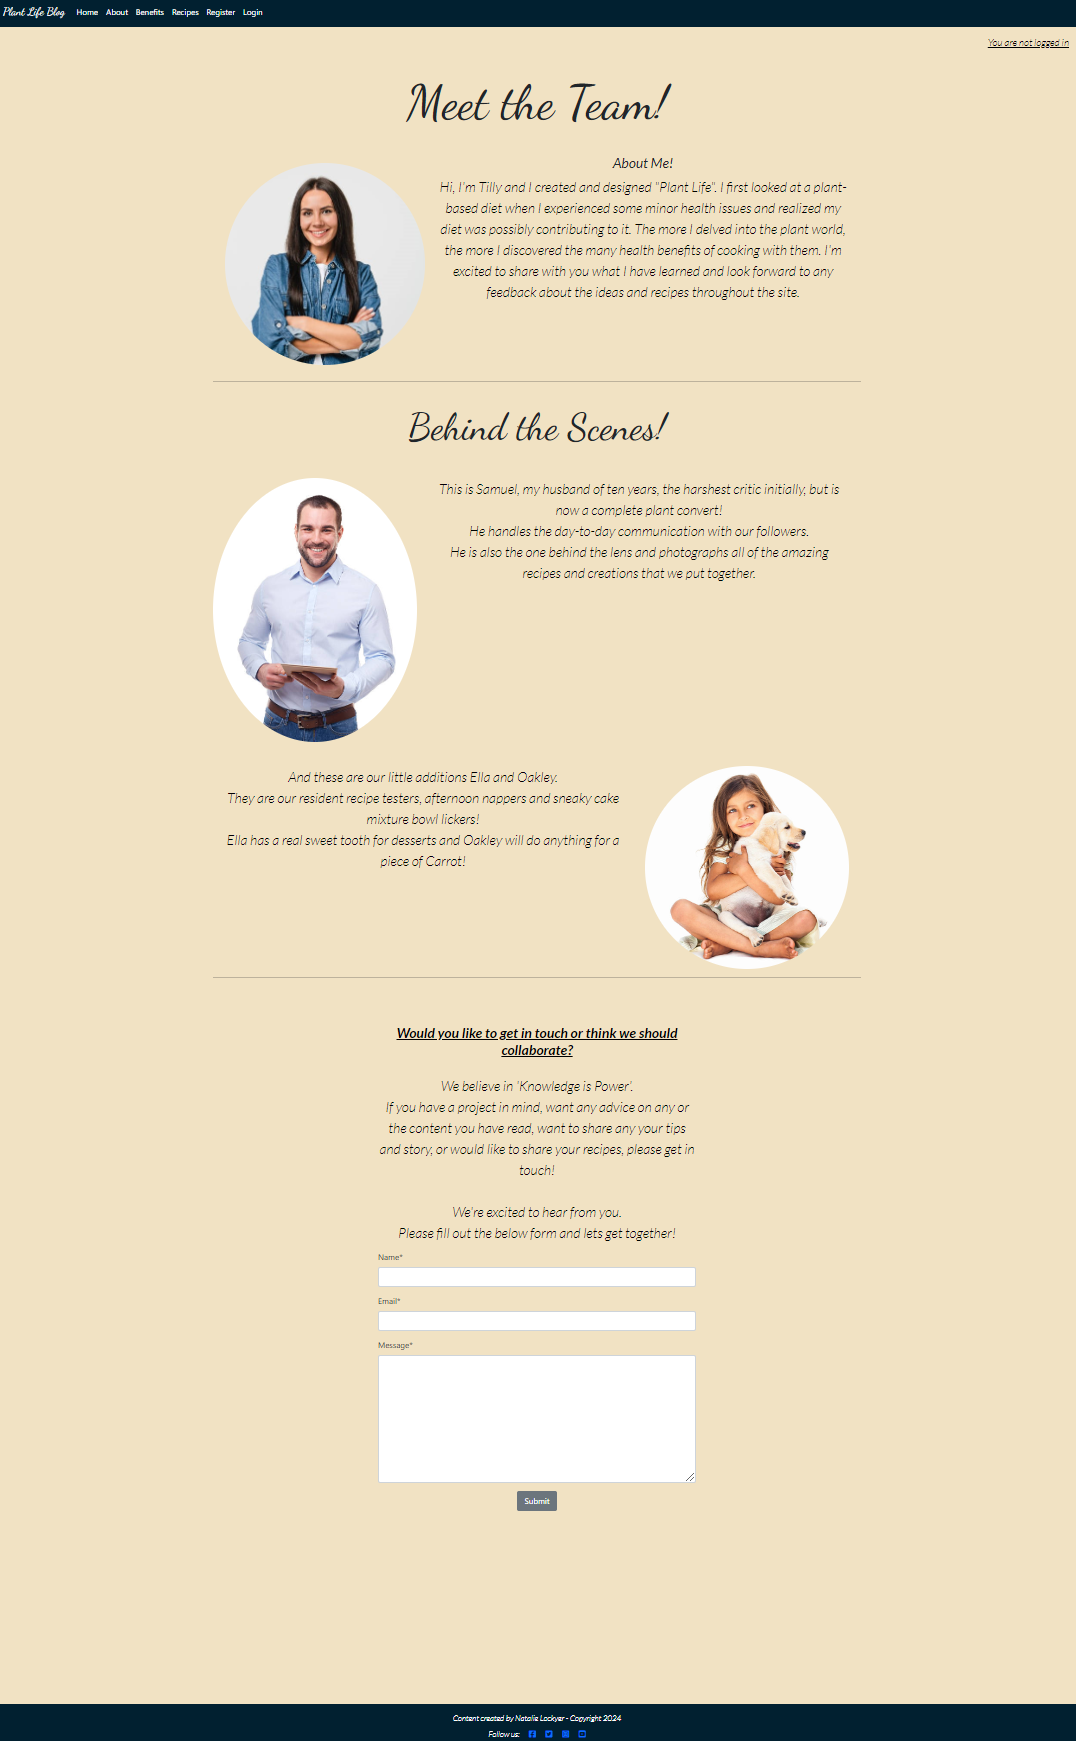 Plant Life Blog Home About Benefits Recipes Register Login
You are not logged in
Meet the Team!
About Me!
Hi, I'm Tilly and I created and designed "Plant Life". I first looked at a plant-
based diet when I experienced some minor health issues and realized my
diet was possibly contributing to it. The more I delved into the plant world,
the more I discovered the many health benefits of cooking with them. I'm
excited to share with you what I have learned and look forward to any
feedback about the ideas and recipes throughout the site.
Behind the Scenes!
This is Samuel, my husband of ten years, the harshest critic initially, but is
now a complete plant convert!
He handles the day-to-day communication with our followers.
He is also the one behind the lens and photographs all of the amazing
recipes and creations that we put together.
And these are our little additions Ella and Oakley.
They are our resident recipe testers, afternoon nappers and sneaky cake
mixture bowl lickers!
Ella has a real sweet tooth for desserts and Oakley will do anything for a
piece of Carrot!
Would you like to get in touch or think we should
collaborate?
We believe in 'Knowledge is Power'.
If you have a project in mind, want any advice on any or
the content you have read, want to share any your tips
and story, or would like to share your recipes, please get in
touch!
We're excited to hear from you.
Please fill out the below form and lets get together!
Name*
Email*
Message*
Submit
Content created by Natalie Lockyer - Copyright 2024
Follow us: